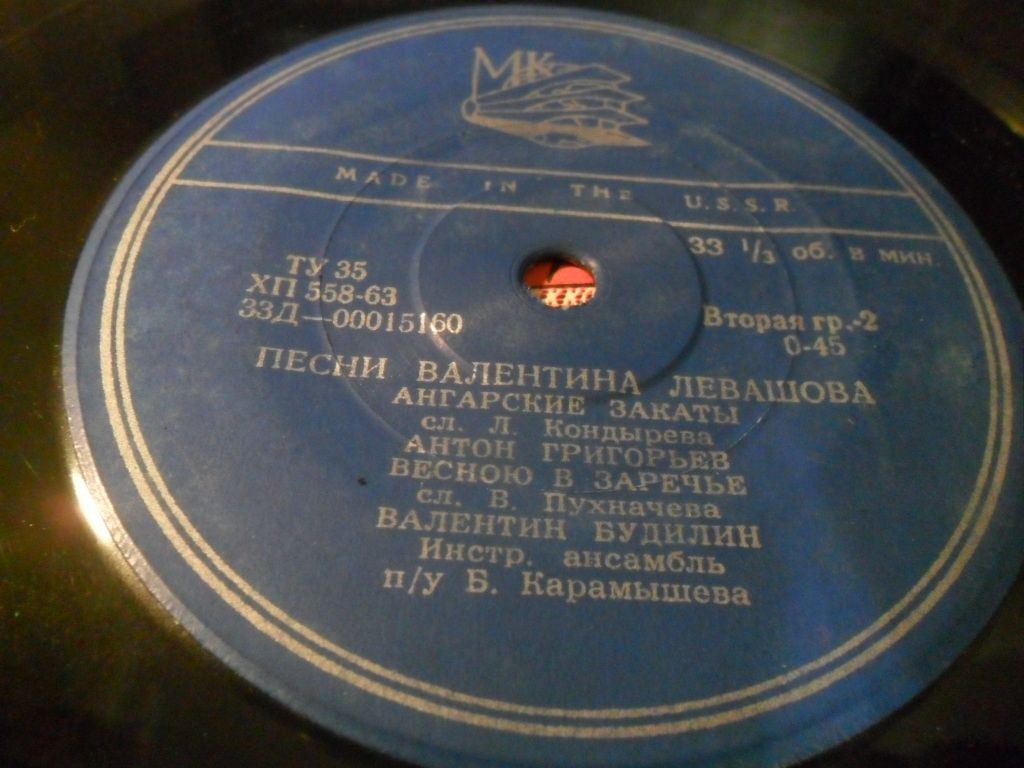 МК
MADE IN THE U.S.S.R.
33 1/3 об. в мин.
ТУ 35
ХП 558-63
33Д—00015160
Вторая гр.-2
0-45
ПЕСНИ ВАЛЕНТИНА ЛЕВАШОВА
АНГАРСКИЕ ЗАКАТЫ
сл. Л. Кондырева
АНТОН ГРИГОРЬЕВ
ВЕСНОЮ В ЗАРЕЧЬЕ
сл. В. Пухначева
ВАЛЕНТИН БУДИЛИН
Инстр. ансамбль
п/у Б. Карамышева